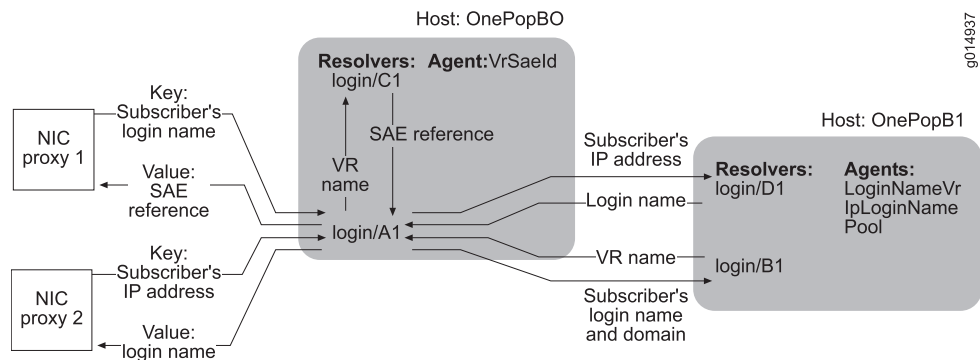 Host: OnePopBO
g014937
Resolvers: Agent:VrSaeId
login/C1
SAE reference
VR
name
login/A1
Key:
Subscriber's
login name
NIC
proxy 1
Value:
SAE
reference
Key:
Subscriber's
IP address
NIC
proxy 2
Value:
login name
Subscriber's
IP address
Login name
VR name
Subscriber's
login name
and domain
Host: OnePopB1
Resolvers: Agents:
login/D1 LoginNameVr
IpLoginName
Pool
login/B1